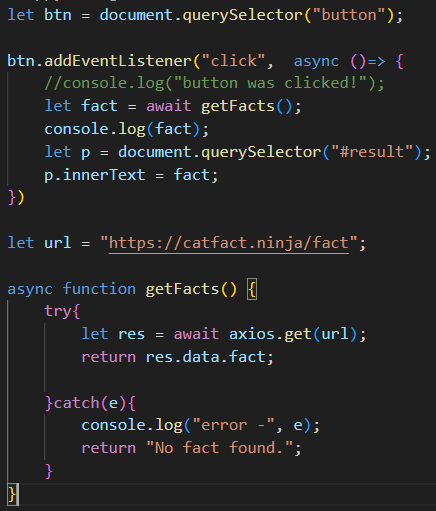 let btn = document.querySelector("button");
btn.addEventListener("click",  async ()=> {
    //console.log("button was clicked!");
    let fact = await getFacts();
    console.log(fact);
    let p = document.querySelector("#result");
    p.innerText = fact;
})
let url = "https://catfact.ninja/fact";
async function getFacts() {
    try{
        let res = await axios.get(url);
        return res.data.fact;
    }catch(e){
        console.log("error -", e);
        return "No fact found.";
    }
}